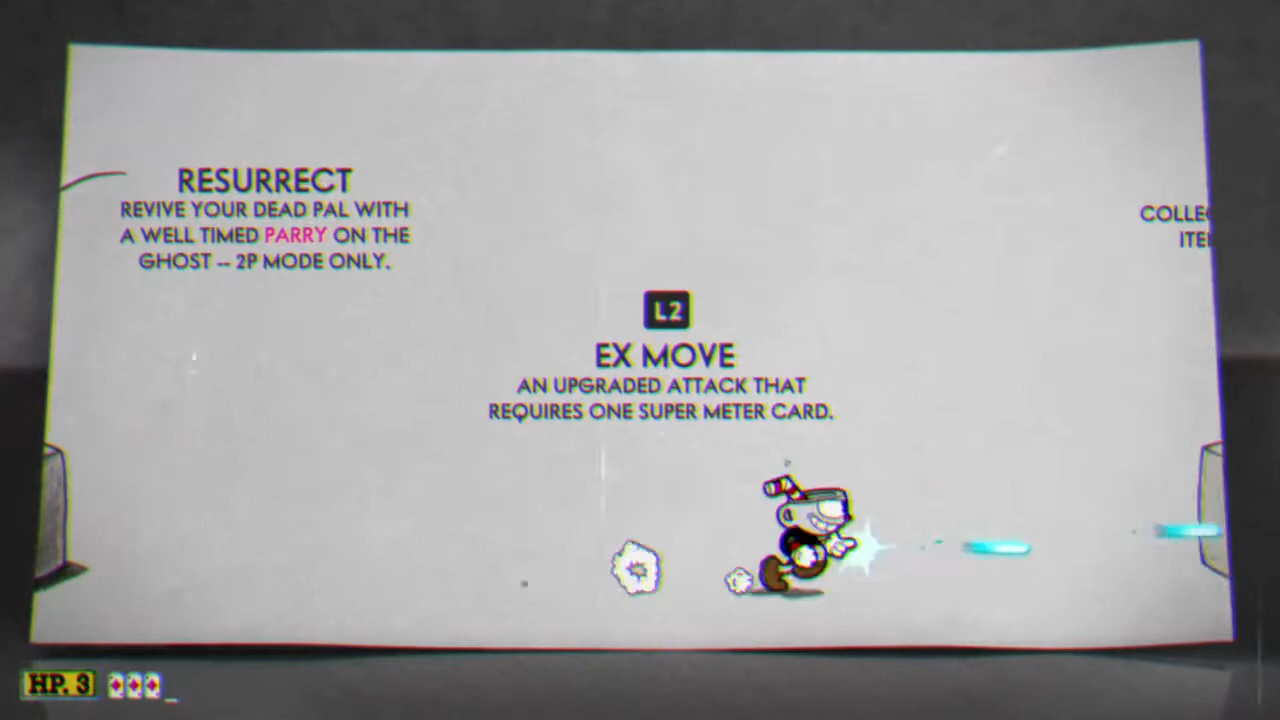 RESURRECT
REVIVE YOUR DEAD PAL WITH
A WELL TIMED PARRY ON THE
GHOST -- 2P MODE ONLY.
L2
EX MOVE
AN UPGRADED ATTACK THAT
REQUIRES ONE SUPER METER CARD.
HP. 3